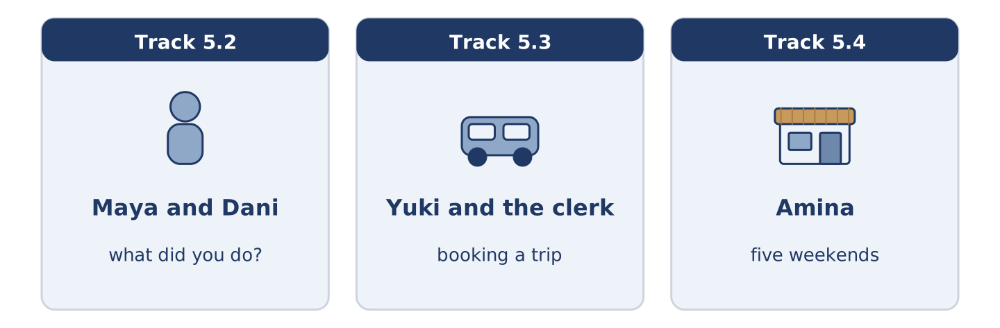 Track 5.2
Maya and Dani
what did you do?
Track 5.3
Yuki and the clerk
booking a trip
Track 5.4
Amina
five weekends